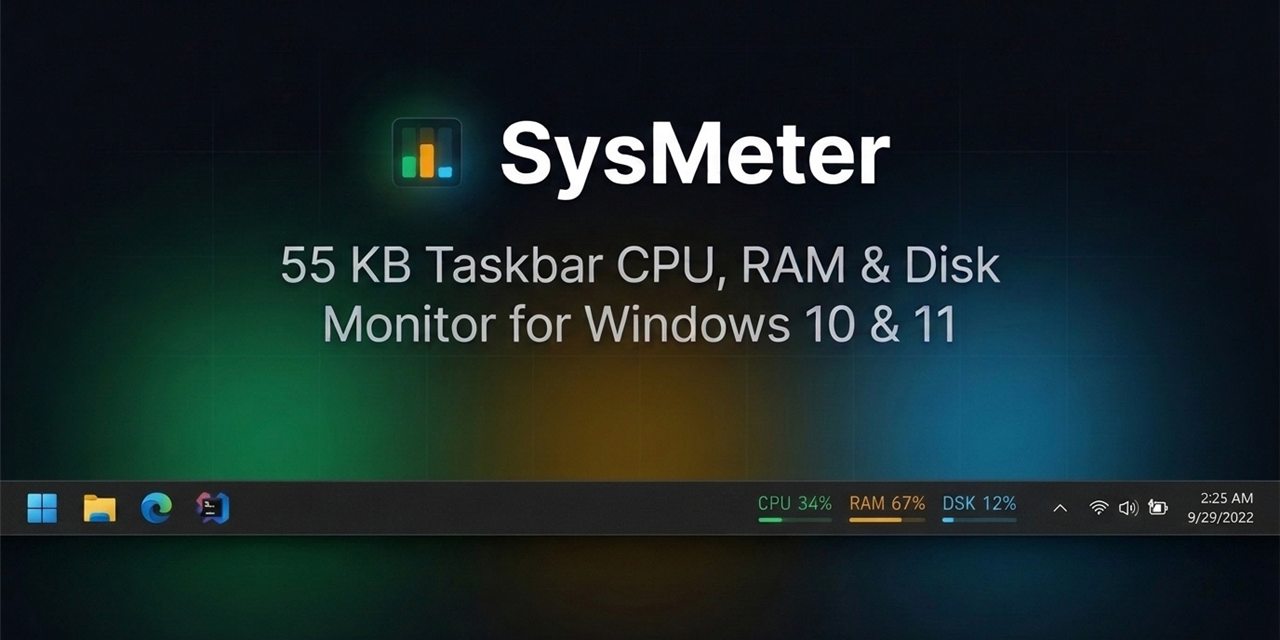 SysMeter
55 KB Taskbar CPU, RAM & Disk
Monitor for Windows 10 & 11
CPU 34% RAM 67% DSK 12%
2:25 AM
9/29/2022